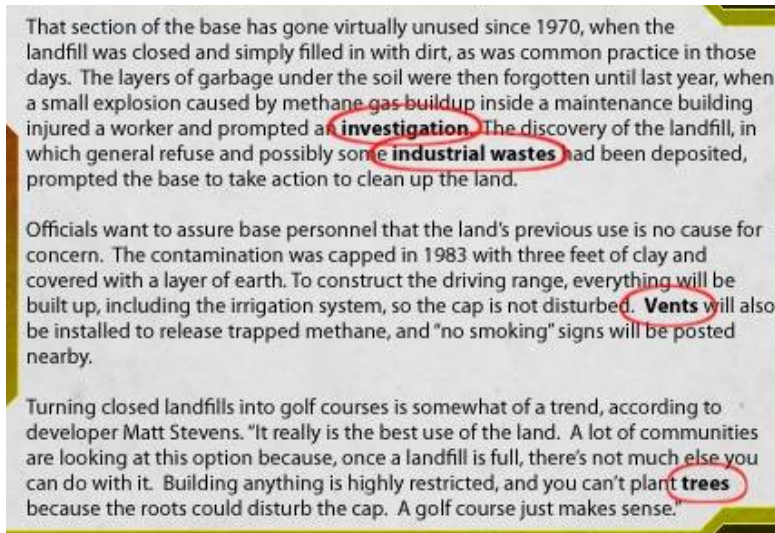 That section of the base has gone virtually unused since 1970, when the
landfill was closed and simply filled in with dirt, as was common practice in those
days. The layers of garbage under the soil were then forgotten until last year, when
a small explosion caused by methane gas buildup inside a maintenance building
injured a worker and prompted an investigation. The discovery of the landfill, in
which general refuse and possibly some industrial wastes had been deposited,
prompted the base to take action to clean up the land.
Officials want to assure base personnel that the land's previous use is no cause for
concern. The contamination was capped in 1983 with three feet of clay and
covered with a layer of earth. To construct the driving range, everything will be
built up, including the irrigation system, so the cap is not disturbed. Vents will also
be installed to release trapped methane, and "no smoking" signs will be posted
nearby.
Turning closed landfills into golf courses is somewhat of a trend, according to
developer Matt Stevens. "It really is the best use of the land. A lot of communities
are looking at this option because, once a landfill is full, there's not much else you
can do with it. Building anything is highly restricted, and you can't plant trees
because the roots could disturb the cap. A golf course just makes sense."